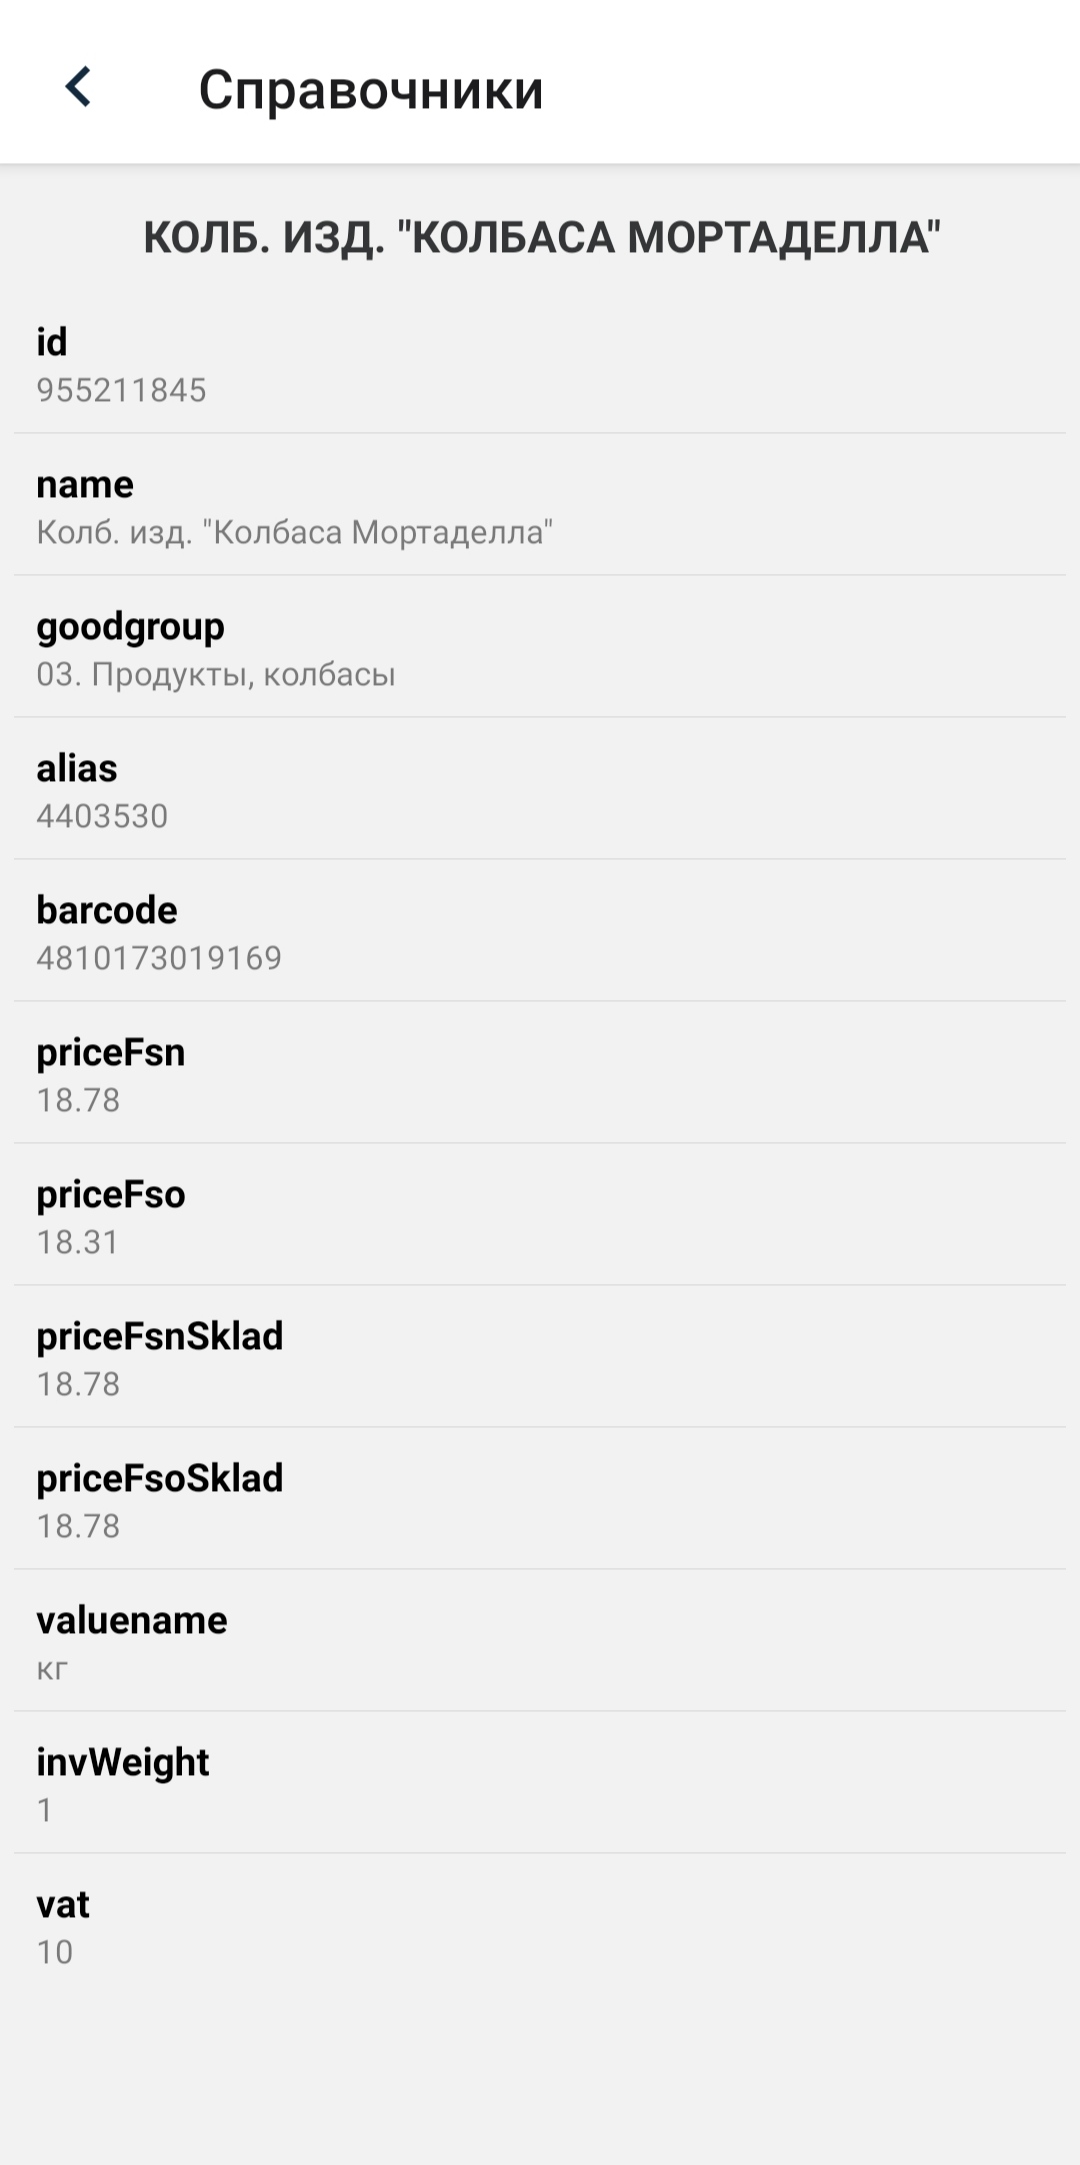 Справочники
КОЛБ. ИЗД. "КОЛБАСА МОРТАДЕЛЛА"
id
955211845
name
Колб. изд. "Колбаса Мортаделла"
goodgroup
03. Продукты, колбасы
alias
4403530
barcode
4810173019169
priceFsn
18.78
priceFso
18.31
priceFsnSklad
18.78
priceFsoSklad
18.78
valuename
кг
invWeight
1
vat
10